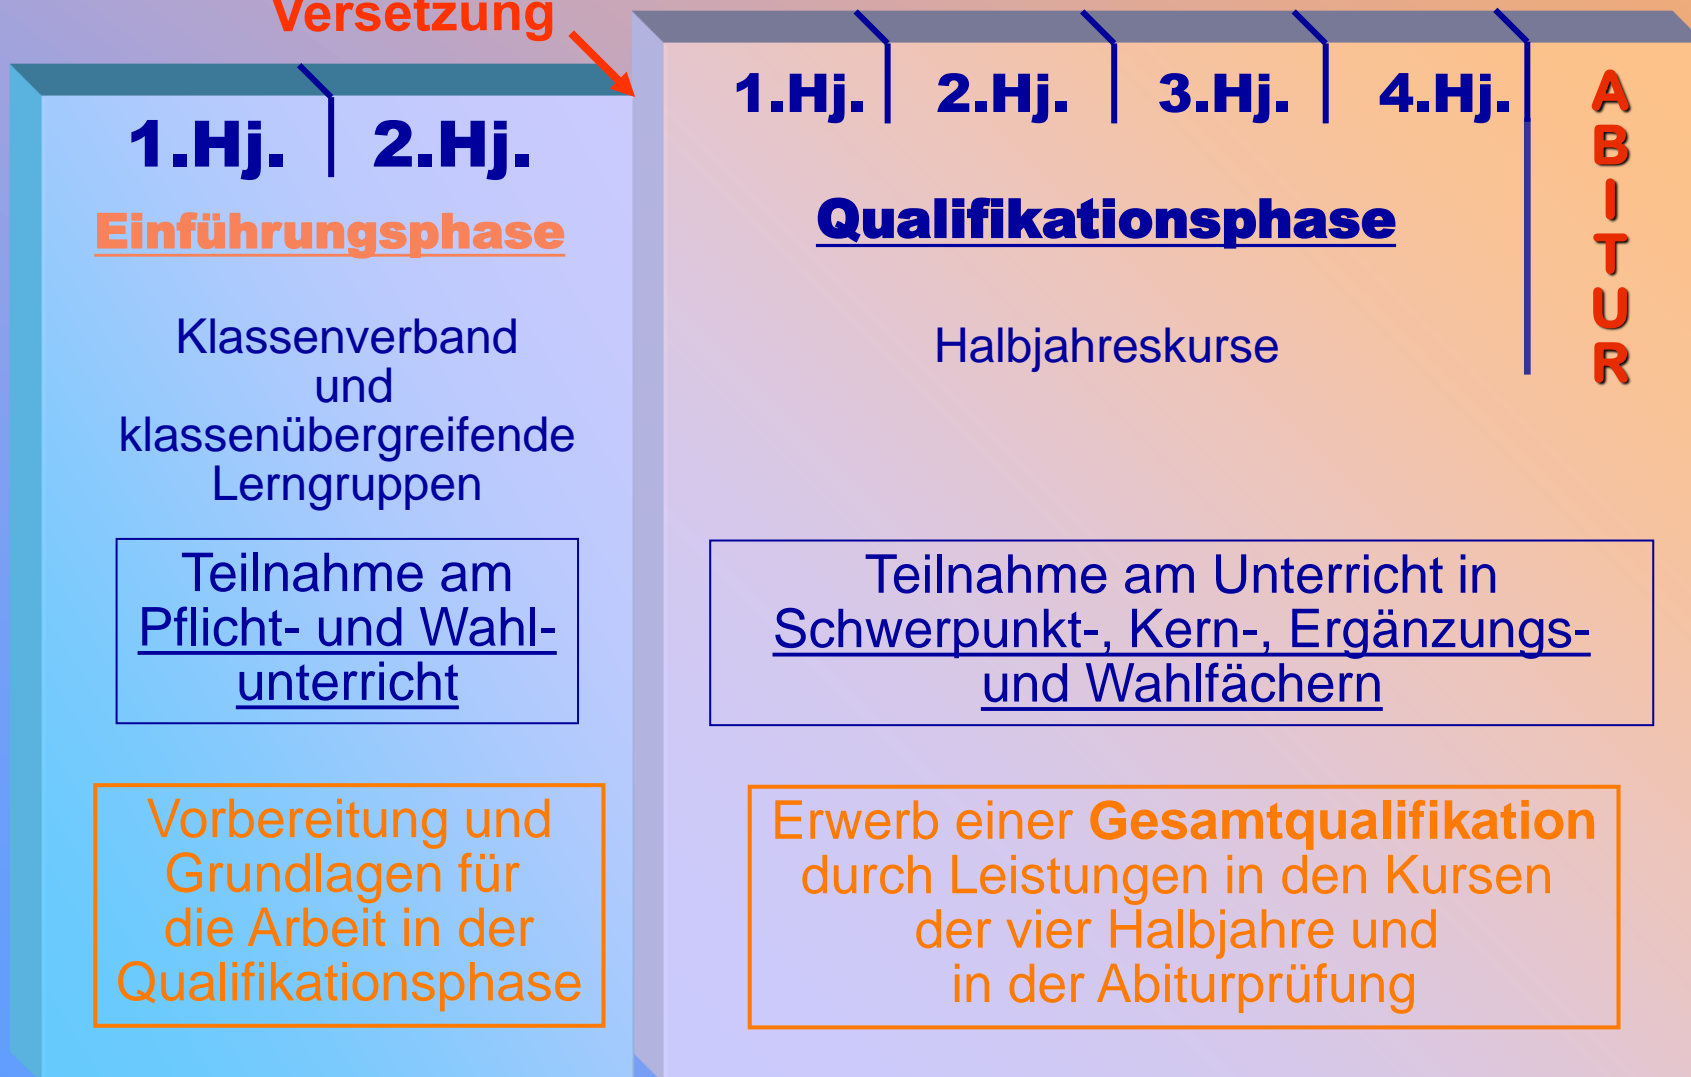 Versetzung
1.Hj. 2.Hj.
Einführungsphase
Klassenverband
und
klassenübergreifende
Lerngruppen
Teilnahme am
Pflicht- und Wahl-
unterricht
Vorbereitung und
Grundlagen für
die Arbeit in der
Qualifikationsphase
1.Hj. 2.Hj. 3.Hj. 4.Hj.
Qualifikationsphase
Halbjahreskurse
Teilnahme am Unterricht in
Schwerpunkt-, Kern-, Ergänzungs-
und Wahlfächern
Erwerb einer Gesamtqualifikation
durch Leistungen in den Kursen
der vier Halbjahre und
in der Abiturprüfung
ABITUR